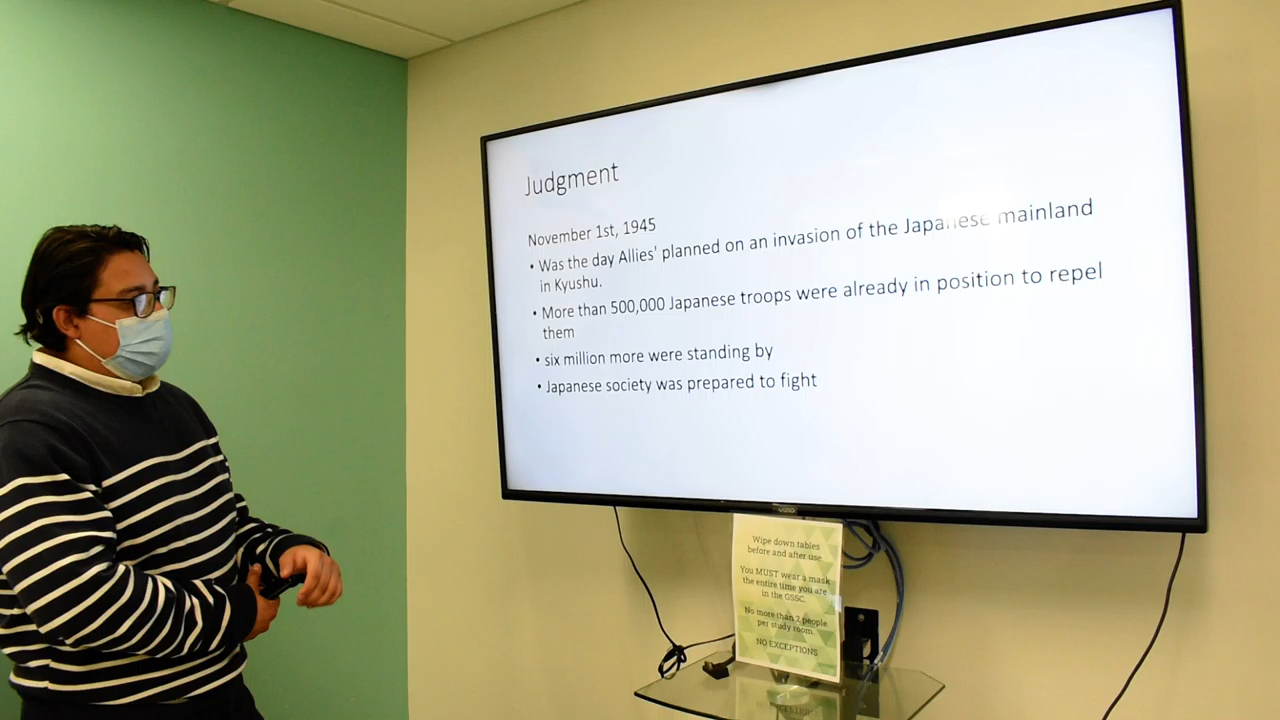 Judgment
November 1st, 1945
• Was the day Allies' planned on an invasion of the Japanese mainland
in Kyushu.
• More than 500,000 Japanese troops were already in position to repel
them
• six million more were standing by
• Japanese society was prepared to fight
VIZIO
Wipe down tables
before and after use.
You MUST wear a mask
the entire time you are
in the GSSC.
No more than 2 people
per study room.
NO EXCEPTIONS